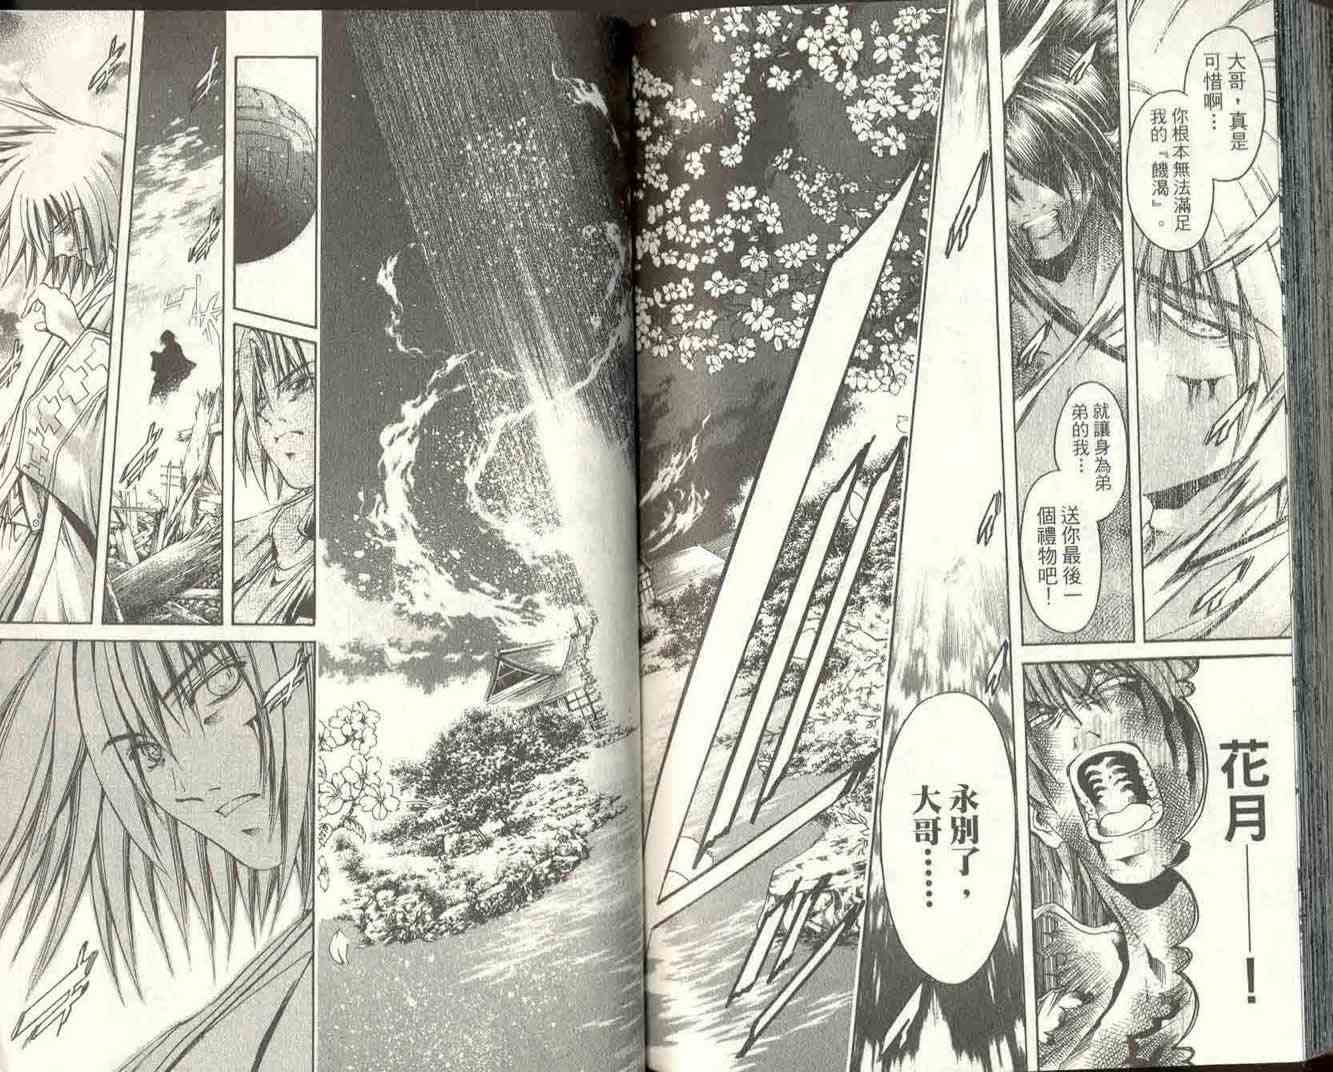 大哥，真是
可惜啊…
你根本無法滿足
我的『饑渴』。
就讓身為弟
弟的我…
送你最後一
個禮物吧！
花月——！
永別了，
大哥……